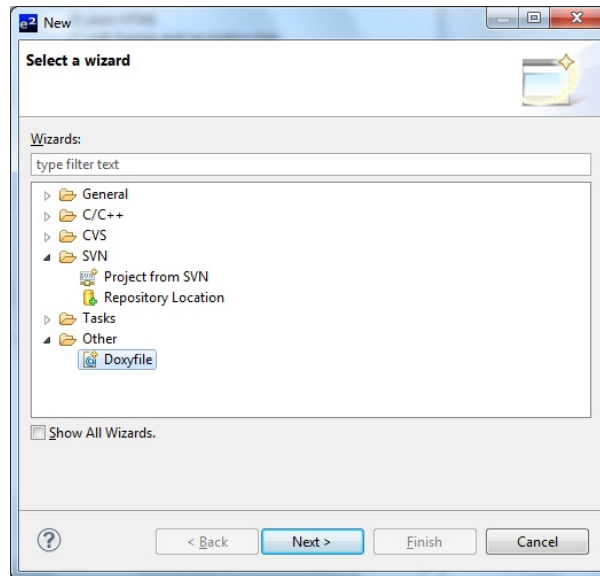 e² New
Select a wizard
Wizards:
type filter text
General
C/C++
CVS
SVN
Project from SVN
Repository Location
Tasks
Other
Doxyfile
Show All Wizards.
< Back Next > Finish Cancel